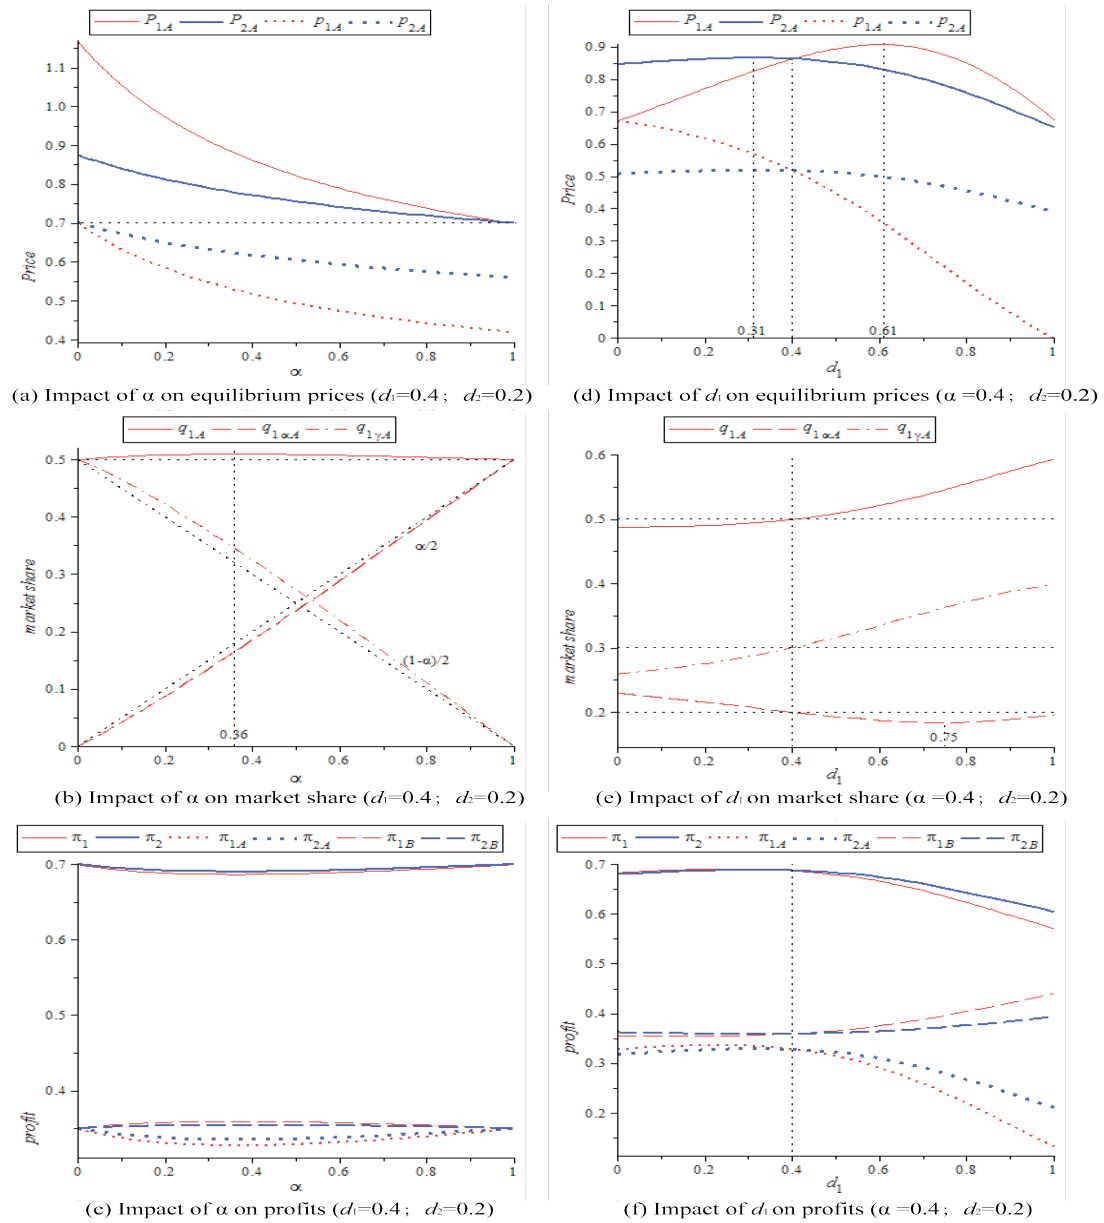 P1A P2A p1A p2A
1.1
1.0
0.9
0.8
0.7
0.6
0.5
0.4
Price
0 0.2 0.4 0.6 0.8 1
α
(a) Impact of α on equilibrium prices (d1=0.4； d2=0.2)
P1A P2A p1A p2A
0.9
0.8
0.7
0.6
0.5
0.4
0.3
0.2
0.1
0
Price
0.31 0.61
0 0.2 0.4 0.6 0.8 1
d1
(d) Impact of d1 on equilibrium prices (α =0.4； d2=0.2)
q1A q1αA q1γA
0.5
0.4
0.3
0.2
0.1
0
market share
α/2
(1-α)/2
0.36
0 0.2 0.4 0.6 0.8 1
α
(b) Impact of α on market share (d1=0.4； d2=0.2)
q1A q1αA q1γA
0.6
0.5
0.4
0.3
0.2
market share
0.75
0 0.2 0.4 0.6 0.8 1
d1
(e) Impact of d1 on market share (α =0.4； d2=0.2)
π1 π2 π1A π2A π1B π2B
0.7
0.6
0.5
0.4
profit
0 0.2 0.4 0.6 0.8 1
α
(c) Impact of α on profits (d1=0.4； d2=0.2)
π1 π2 π1A π2A π1B π2B
0.7
0.6
0.5
0.4
0.3
0.2
profit
0 0.2 0.4 0.6 0.8 1
d1
(f) Impact of d1 on profits (α =0.4； d2=0.2)